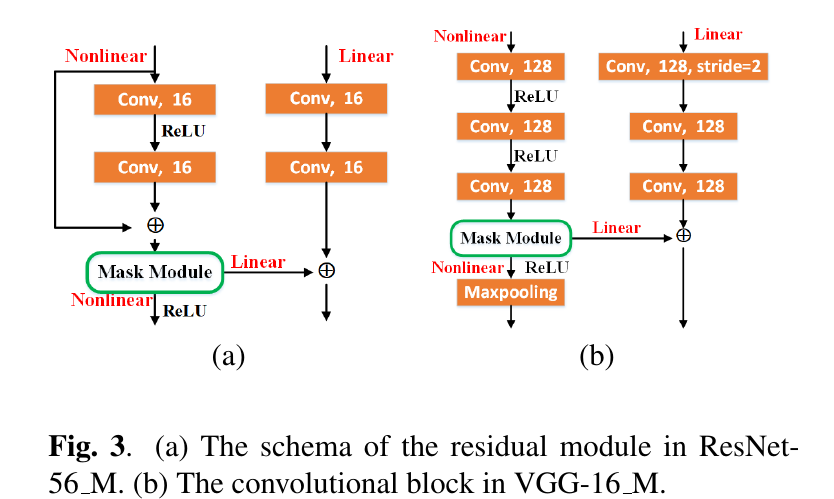 Nonlinear
Linear
Conv, 16
Conv, 16
ReLU
Conv, 16
Conv, 16
⊕
Mask Module
Linear
⊕
Nonlinear
ReLU
(a)
Nonlinear
Linear
Conv, 128
Conv, 128, stride=2
ReLU
Conv, 128
Conv, 128
ReLU
Conv, 128
Conv, 128
Mask Module
Linear
⊕
Nonlinear
ReLU
Maxpooling
(b)
Fig. 3. (a) The schema of the residual module in ResNet-
56_M. (b) The convolutional block in VGG-16_M.